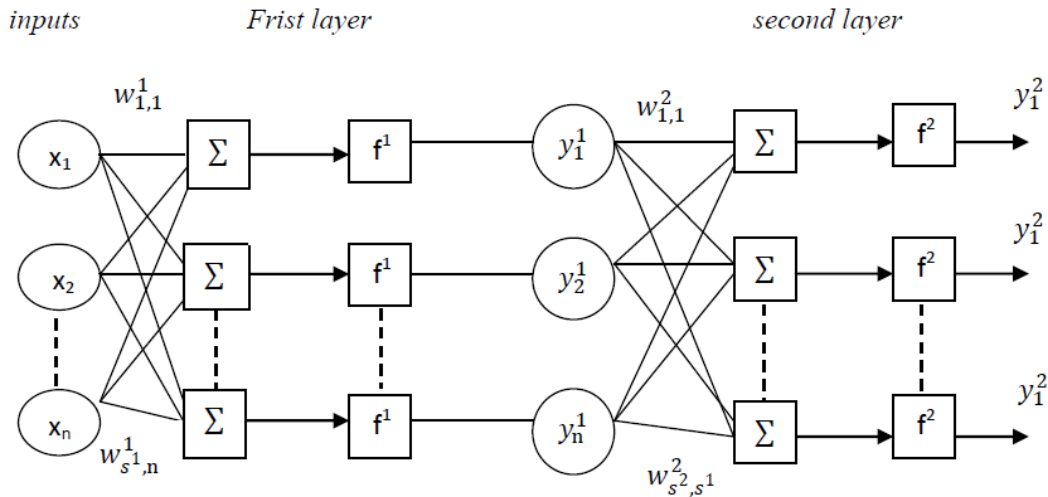 inputs Frist layer second layer
w^1_{1,1} w^2_{1,1} y^2_1
x_1 Σ f^1 y^1_1 Σ f^2
y^2_1
x_2 Σ f^1 y^1_2 Σ f^2
y^2_1
x_n Σ f^1 y^1_n Σ f^2
w^1_{s^1,n} w^2_{s^2,s^1}